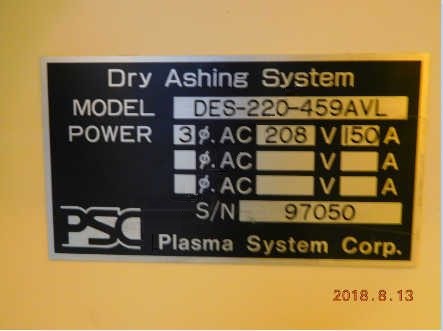 Dry Ashing System
MODEL DES-220-459AVL
POWER 3 φ. AC 208 V 150 A
φ. AC V A
φ. AC V A
S/N 97050
PSC Plasma System Corp.
2018.8.13